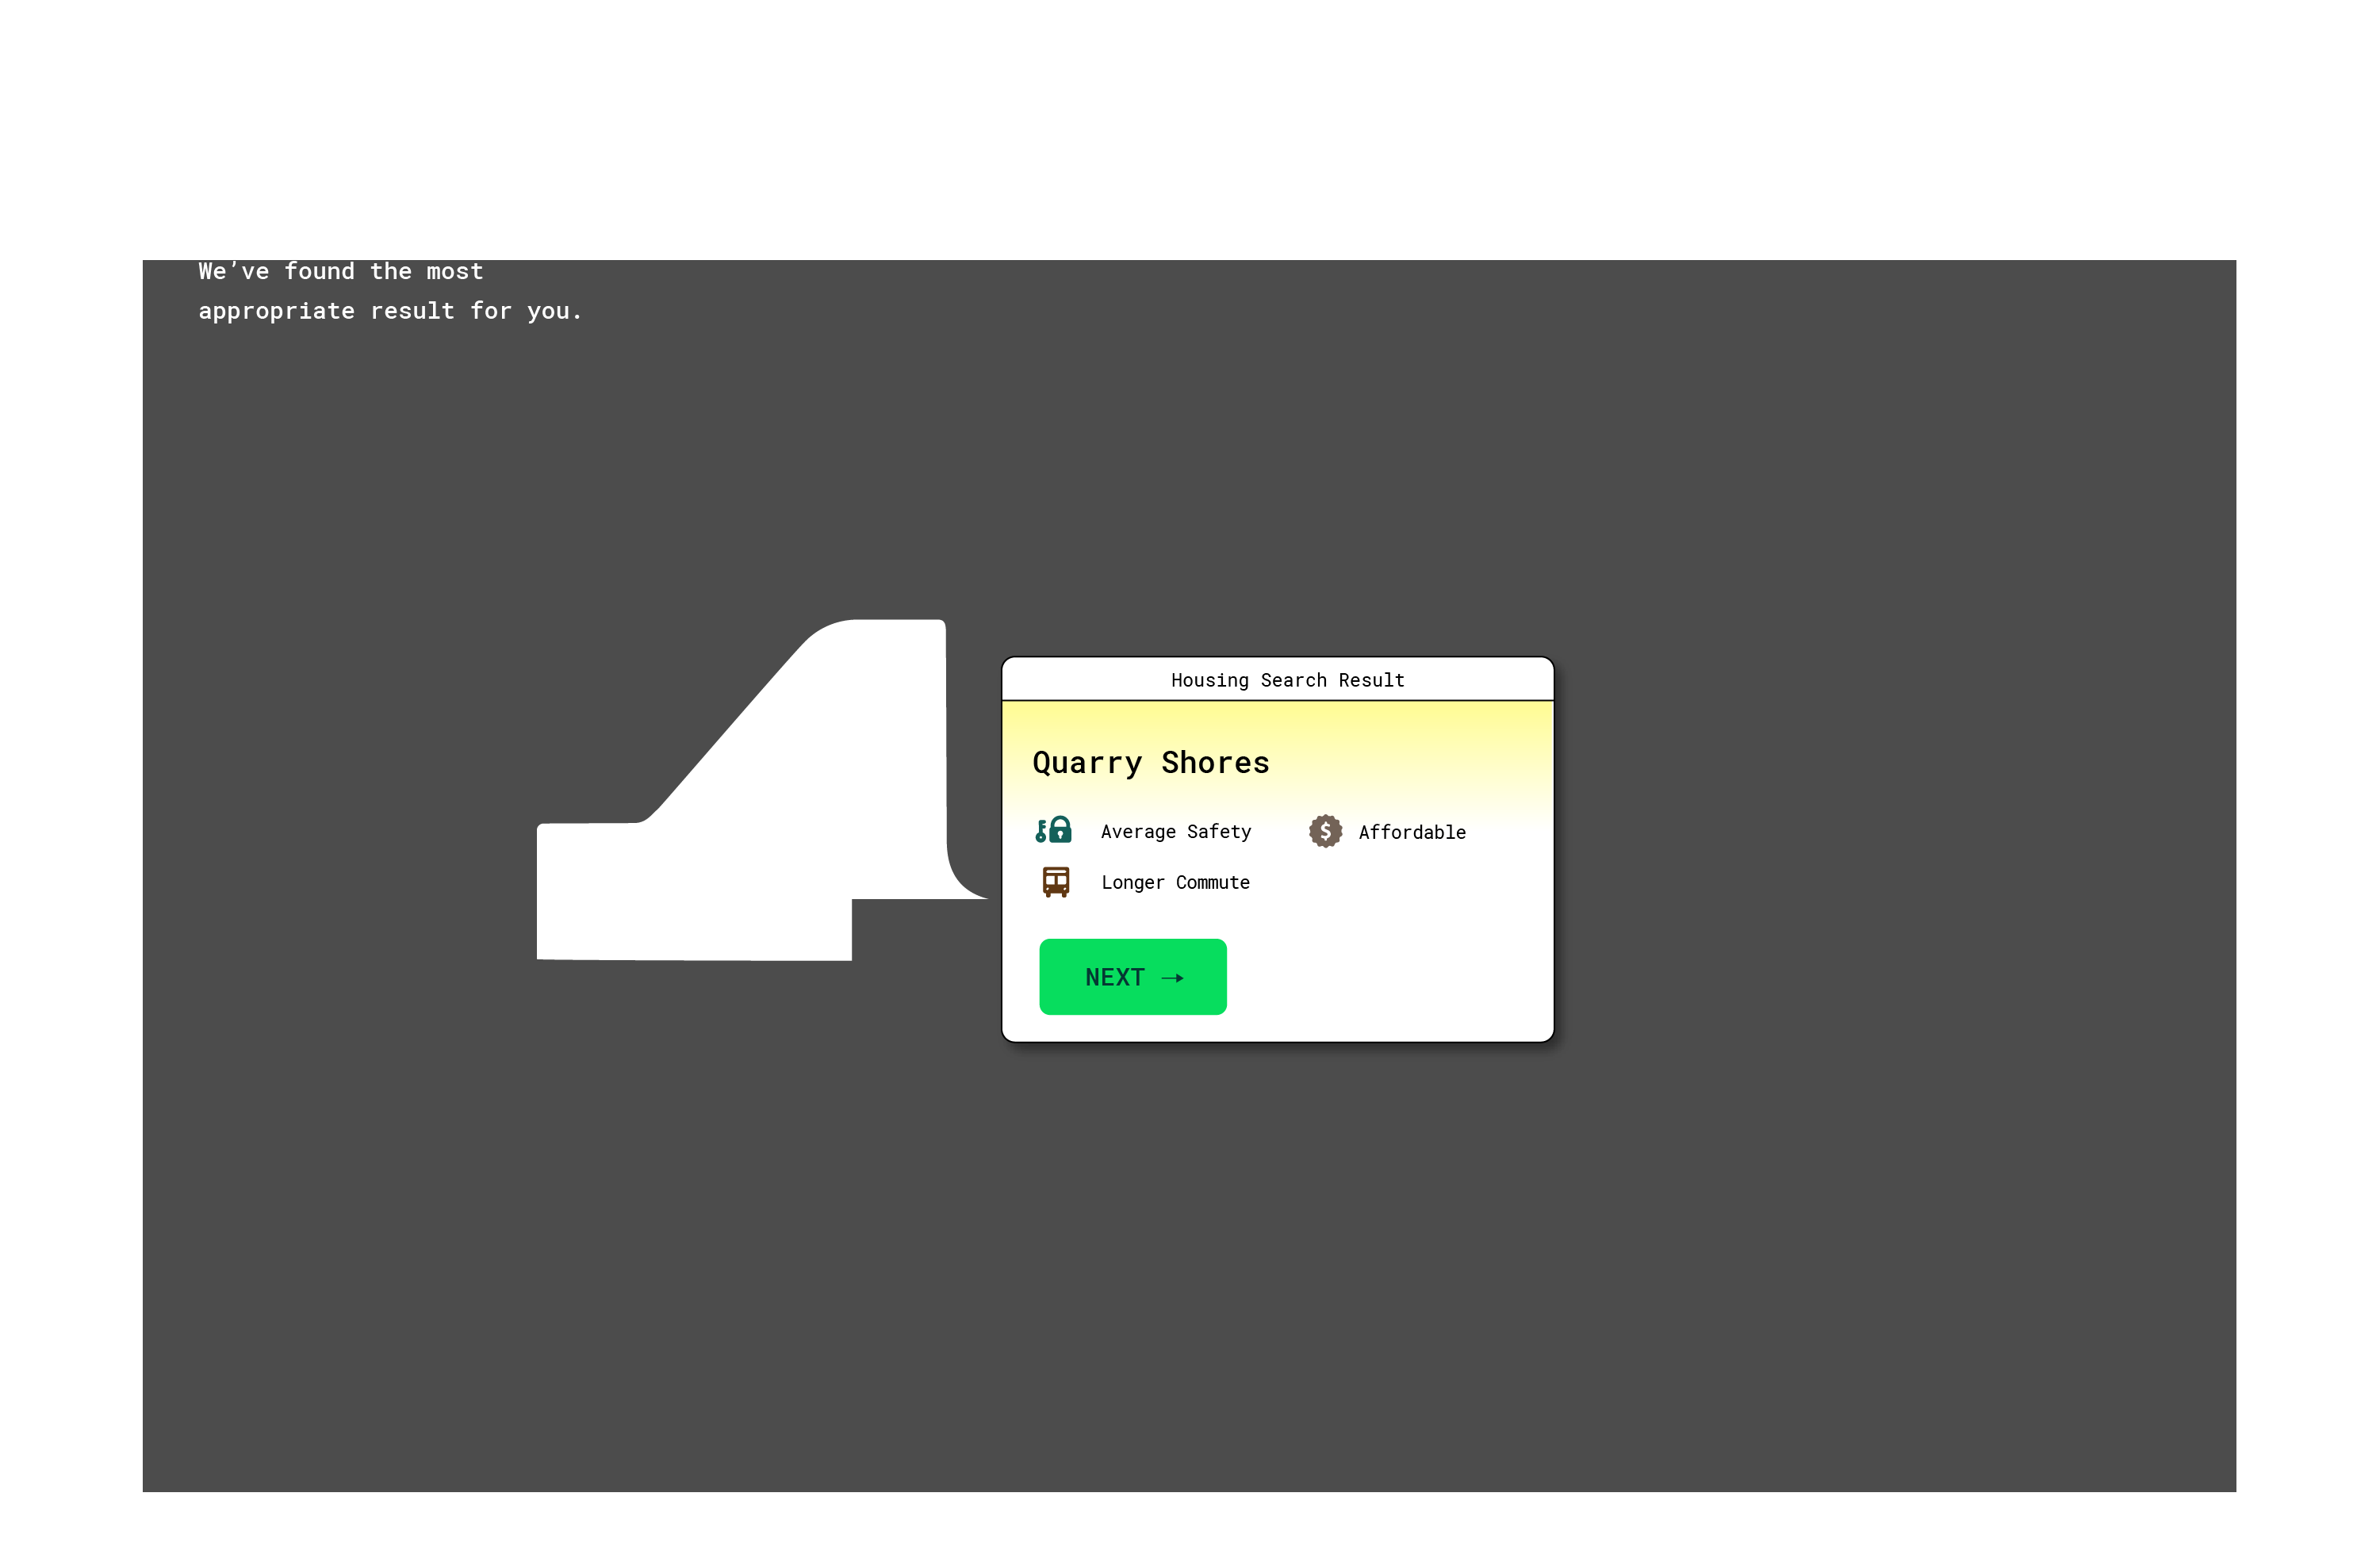 We’ve found the most
appropriate result for you.
Housing Search Result
Quarry Shores
Average Safety
Affordable
Longer Commute
NEXT →